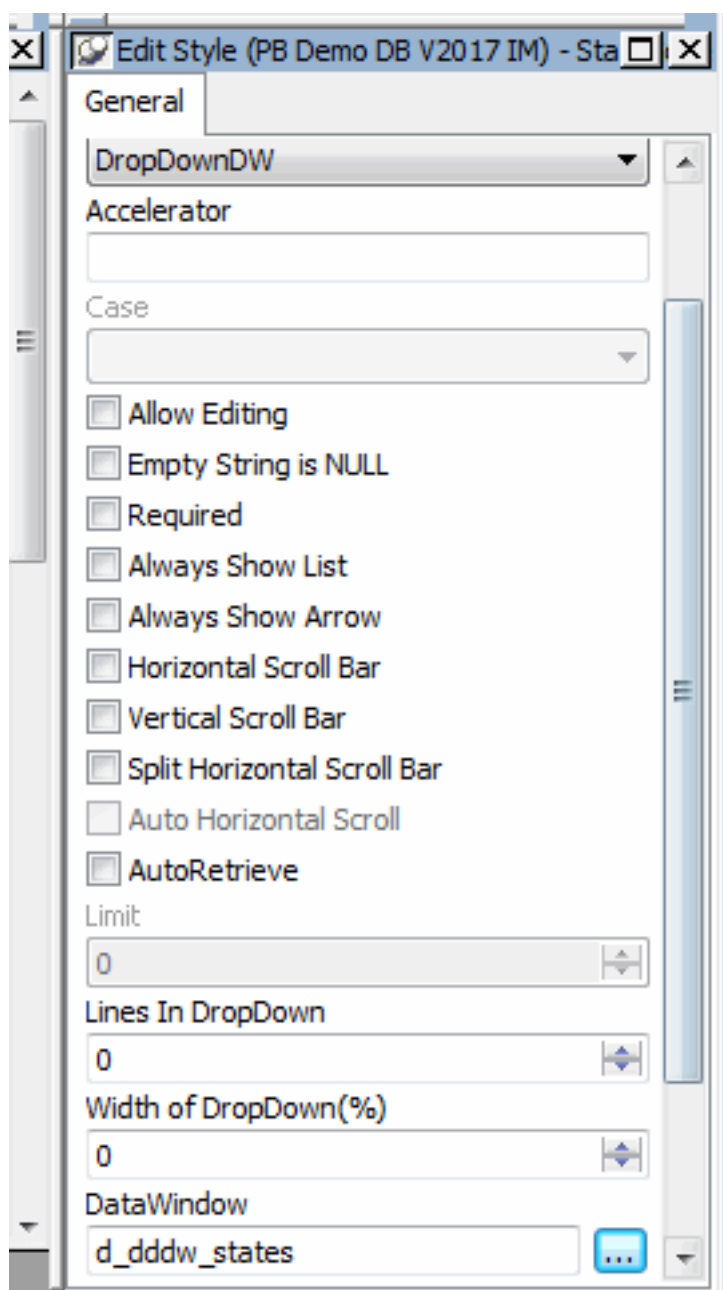 Edit Style (PB Demo DB V2017 IM) - Sta
General
DropDownDW
Accelerator
Case
Allow Editing
Empty String is NULL
Required
Always Show List
Always Show Arrow
Horizontal Scroll Bar
Vertical Scroll Bar
Split Horizontal Scroll Bar
Auto Horizontal Scroll
AutoRetrieve
Limit
0
Lines In DropDown
0
Width of DropDown(%)
0
DataWindow
d_dddw_states
...